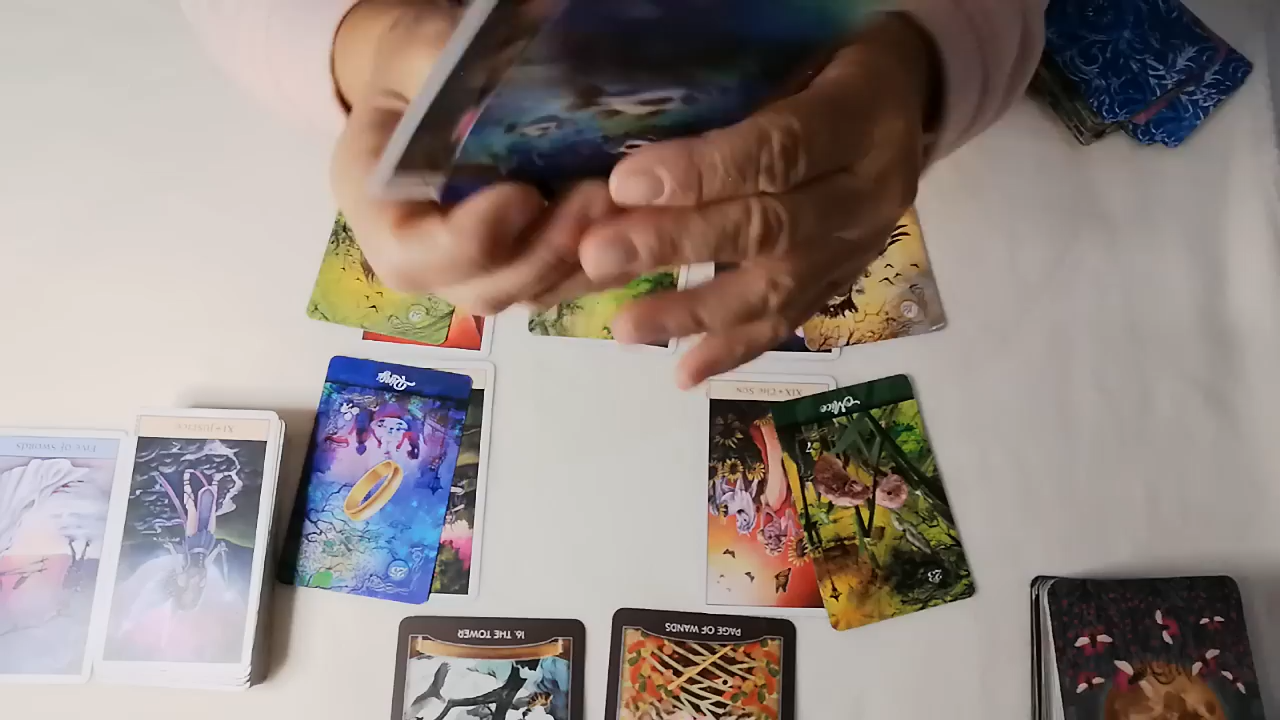 Ring
XIX • The Sun
Mice
XI • JUSTICE
FIVE OF SWORDS
16. THE TOWER
PAGE OF WANDS